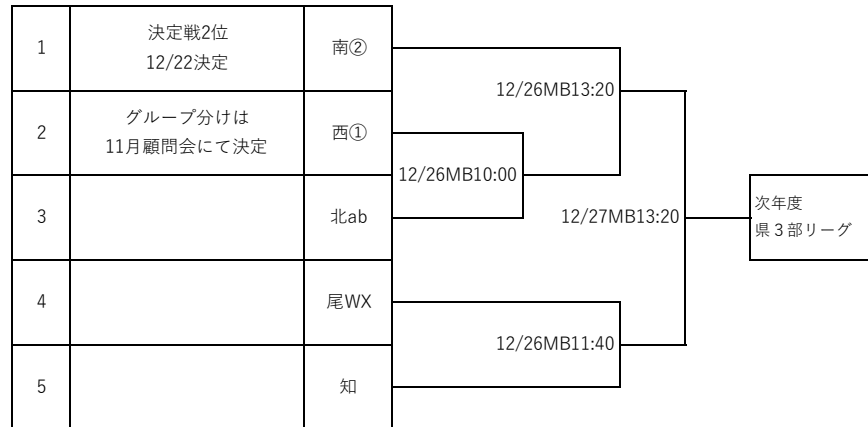 1
決定戦2位
12/22決定
南②
12/26MB13:20
2
グループ分けは
11月顧問会にて決定
西①
12/26MB10:00
3
北ab
12/27MB13:20
次年度
県３部リーグ
4
尾WX
12/26MB11:40
5
知